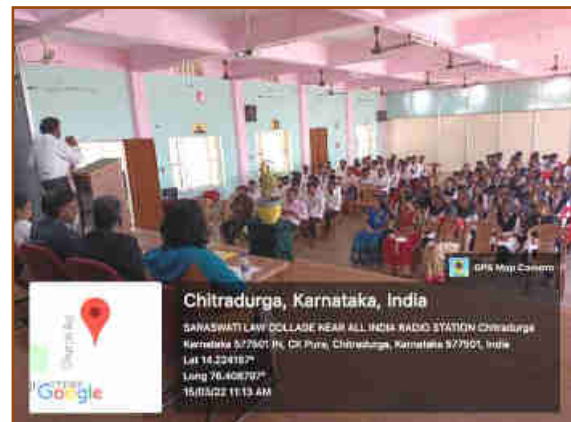 GPS Map Camera
Chitradurga, Karnataka, India
SARASWATI LAW COLLAGE NEAR ALL INDIA RADIO STATION Chitradurga
Karnataka 577501 IN, CK Pura, Chitradurga, Karnataka 577501, India
Lat 14.224187°
Long 76.408797°
15/03/22 11:13 AM
Google